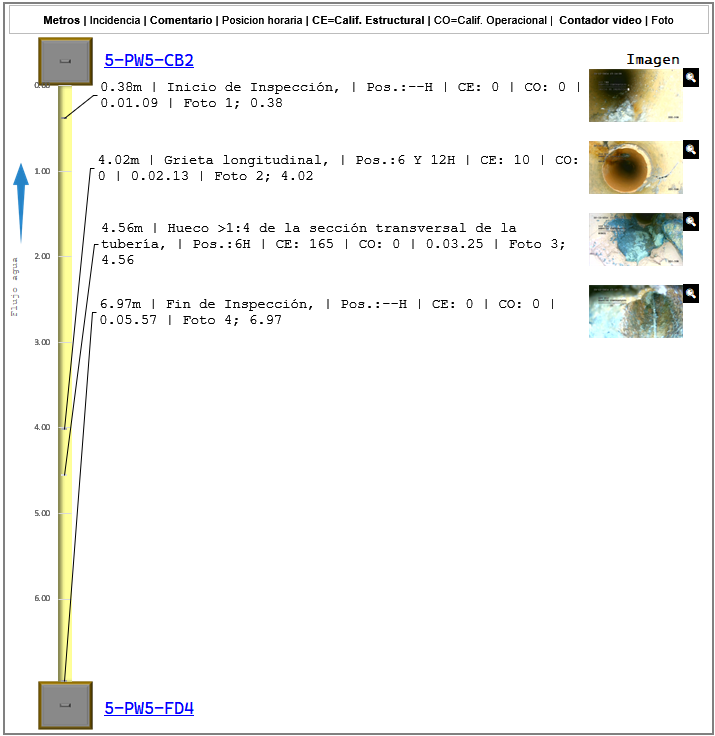 Metros | Incidencia | Comentario | Posicion horaria | CE=Calif. Estructural | CO=Calif. Operacional | Contador video | Foto
5-PW5-CB2
Imagen
0.00
0.38m | Inicio de Inspección, | Pos.:--H | CE: 0 | CO: 0 |
0.01.09 | Foto 1; 0.38
4.02m | Grieta longitudinal, | Pos.:6 Y 12H | CE: 10 | CO:
0 | 0.02.13 | Foto 2; 4.02
1.00
4.56m | Hueco >1:4 de la sección transversal de la
tubería, | Pos.:6H | CE: 165 | CO: 0 | 0.03.25 | Foto 3;
4.56
2.00
Flujo agua
6.97m | Fin de Inspección, | Pos.:--H | CE: 0 | CO: 0 |
0.05.57 | Foto 4; 6.97
3.00
4.00
5.00
6.00
5-PW5-FD4